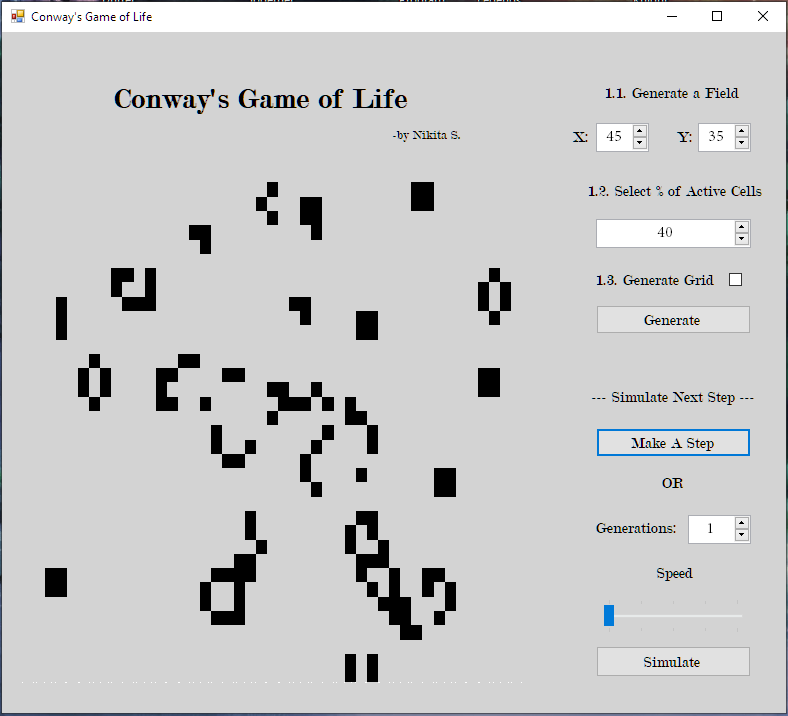 Conway's Game of Life
Conway's Game of Life
-by Nikita S.
1.1. Generate a Field
X: 45 Y: 35
1.2. Select % of Active Cells
40
1.3. Generate Grid
Generate
--- Simulate Next Step ---
Make A Step
OR
Generations: 1
Speed
Simulate